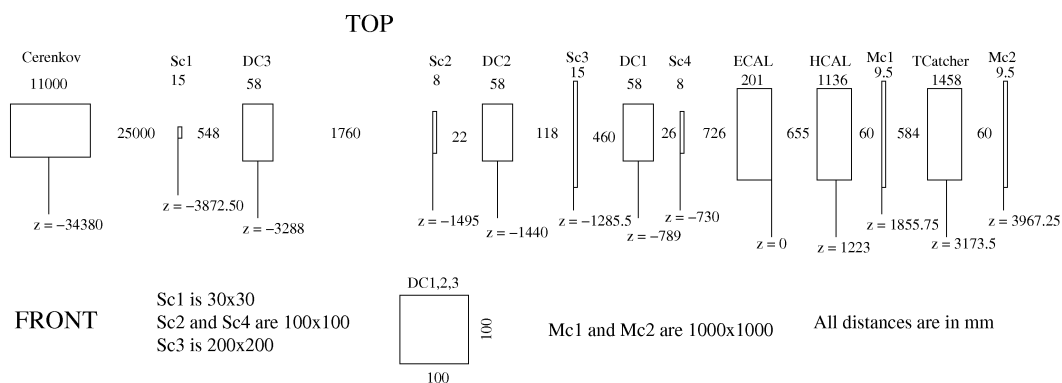 TOP
Cerenkov Sc1 DC3 Sc2 DC2 Sc3 DC1 Sc4 ECAL HCAL Mc1 TCatcher Mc2
11000 15 58 8 58 15 58 8 201 1136 9.5 1458 9.5
25000 548 1760 22 118 460 26 726 655 60 584 60
z = −34380 z = −3872.50 z = −3288 z = −1495 z = −1440 z = −1285.5 z = −789 z = −730 z = 0 z = 1223 z = 1855.75 z = 3173.5 z = 3967.25
FRONT
Sc1 is 30x30
Sc2 and Sc4 are 100x100
Sc3 is 200x200
DC1,2,3
100
100
Mc1 and Mc2 are 1000x1000
All distances are in mm